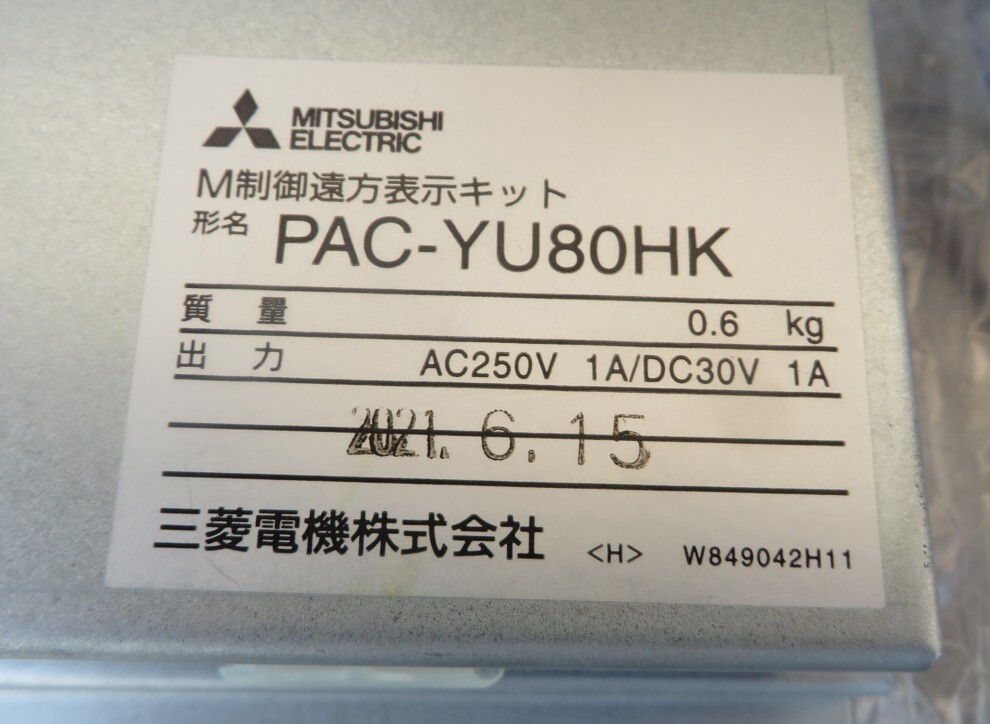 MITSUBISHI
ELECTRIC
M制御遠方表示キット
形名 PAC-YU80HK
質 量 0.6 kg
出 力 AC250V 1A/DC30V 1A
2021. 6. 15
三菱電機株式会社 <H> W849042H11